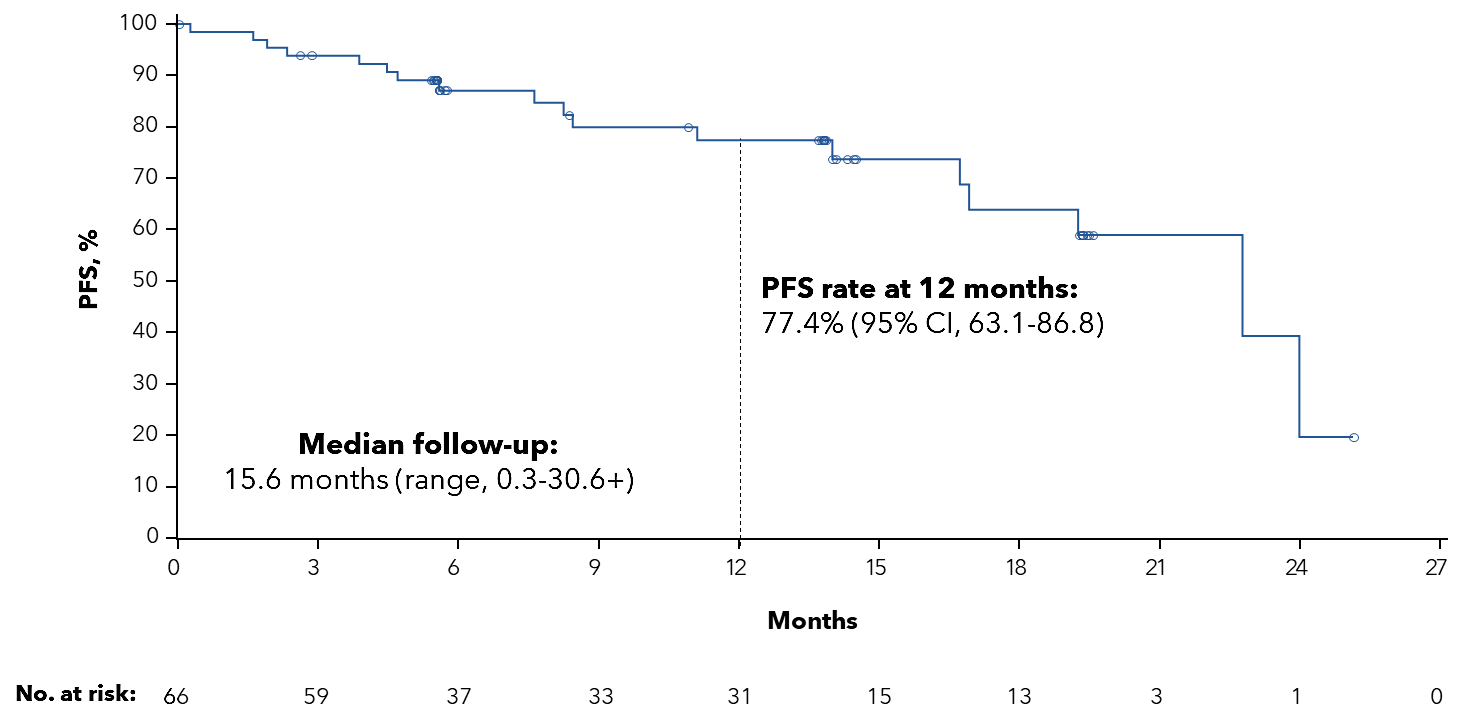 100
90
80
70
60
50
40
30
20
10
0
PFS, %
PFS rate at 12 months:
77.4% (95% CI, 63.1-86.8)
Median follow-up:
15.6 months (range, 0.3-30.6+)
0 3 6 9 12 15 18 21 24 27
Months
No. at risk: 66 59 37 33 31 15 13 3 1 0